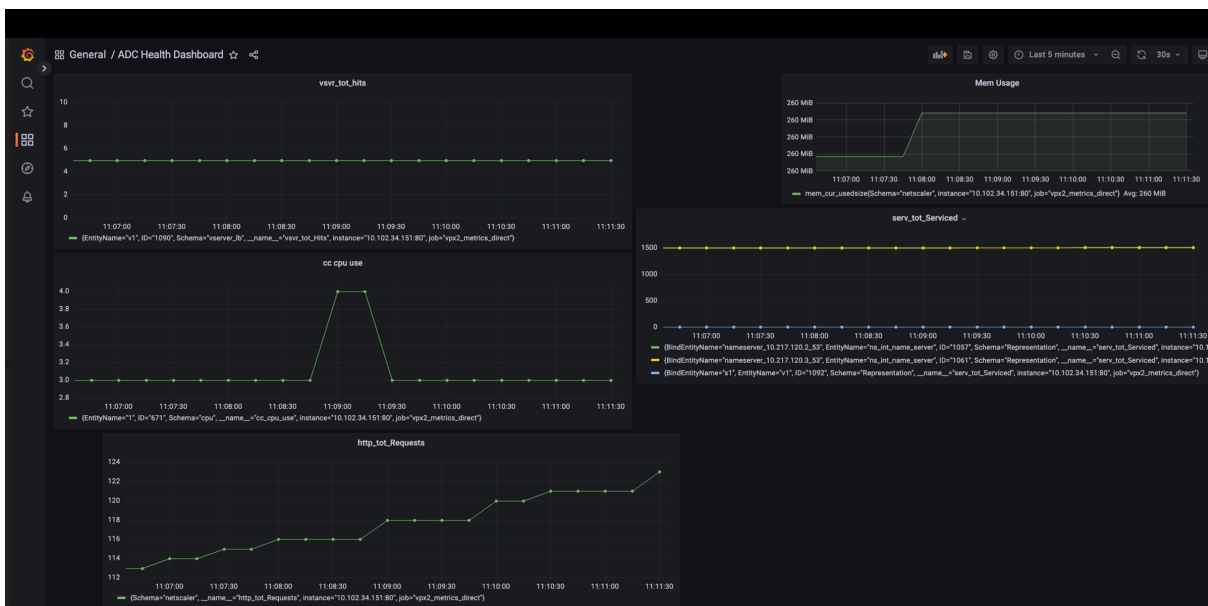 General / ADC Health Dashboard
Last 5 minutes
30s
vsvr_tot_hits
10
8
6
4
2
0
11:07:00 11:07:30 11:08:00 11:08:30 11:09:00 11:09:30 11:10:00 11:10:30 11:11:00 11:11:30
{EntityName="v1", ID="1090", Schema="vserver_lb", __name__="vsvr_tot_Hits", instance="10.102.34.151:80", job="vpx2_metrics_direct"}
Mem Usage
260 MiB
260 MiB
260 MiB
260 MiB
260 MiB
11:07:00 11:07:30 11:08:00 11:08:30 11:09:00 11:09:30 11:10:00 11:10:30 11:11:00 11:11:30
mem_cur_usedsize{Schema="netscaler", instance="10.102.34.151:80", job="vpx2_metrics_direct"} Avg: 260 MiB
serv_tot_Serviced
1500
1000
500
0
11:07:00 11:07:30 11:08:00 11:08:30 11:09:00 11:09:30 11:10:00 11:10:30 11:11:00 11:11:30
{BindEntityName="nameserver_10.217.120.2_53", EntityName="ns_int_name_server", ID="1057", Schema="Representation", __name__="serv_tot_Serviced", instance="10.1
{BindEntityName="nameserver_10.217.120.3_53", EntityName="ns_int_name_server", ID="1061", Schema="Representation", __name__="serv_tot_Serviced", instance="10.1
{BindEntityName="s1", EntityName="v1", ID="1092", Schema="Representation", __name__="serv_tot_Serviced", instance="10.102.34.151:80", job="vpx2_metrics_direct"}
cc cpu use
4.0
3.8
3.6
3.4
3.2
3.0
2.8
11:07:00 11:07:30 11:08:00 11:08:30 11:09:00 11:09:30 11:10:00 11:10:30 11:11:00 11:11:30
{EntityName="1", ID="671", Schema="cpu", __name__="cc_cpu_use", instance="10.102.34.151:80", job="vpx2_metrics_direct"}
http_tot_Requests
124
122
120
118
116
114
112
11:07:00 11:07:30 11:08:00 11:08:30 11:09:00 11:09:30 11:10:00 11:10:30 11:11:00 11:11:30
{Schema="netscaler", __name__="http_tot_Requests", instance="10.102.34.151:80", job="vpx2_metrics_direct"}